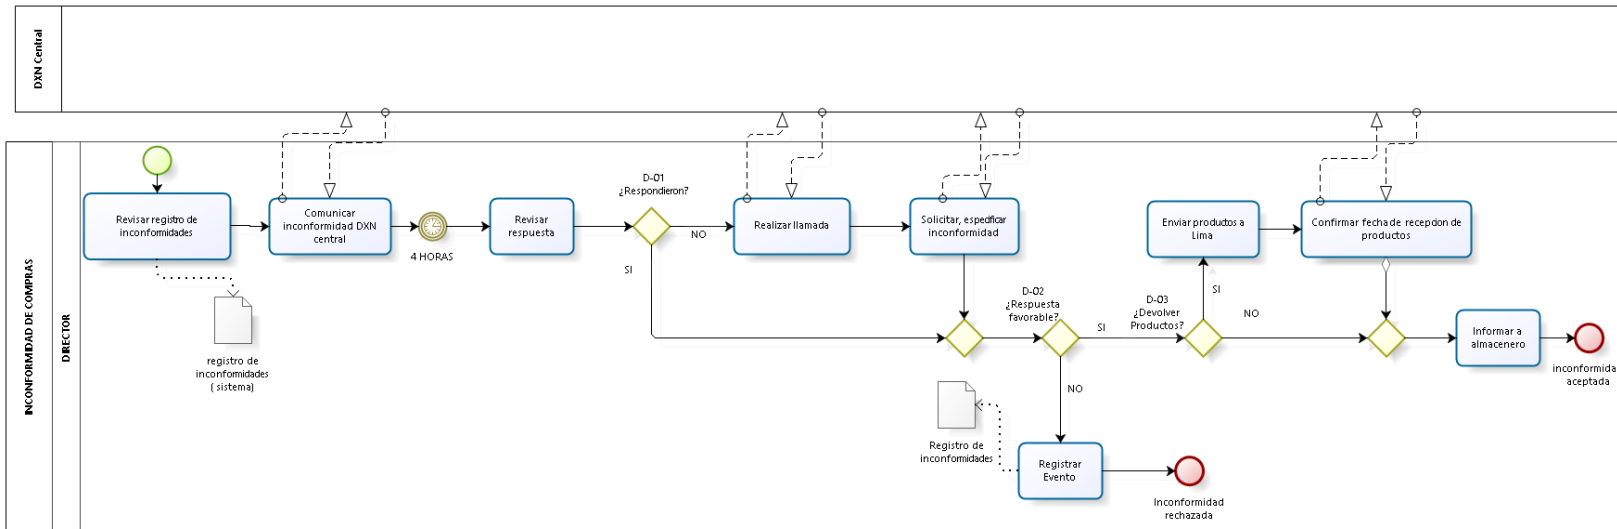 DXN Central
INCONFORMIDAD DE COMPRAS
DIRECTOR
Revisar registro de
inconformidades
registro de
inconformidades
( sistema)
Comunicar
inconformidad DXN
central
4 HORAS
Revisar
respuesta
D-01
¿Respondieron?
NO
SI
Realizar llamada
Solicitar, especificar
inconformidad
D-02
¿Respuesta
favorable?
SI
NO
Registro de
inconformidades
Registrar
Evento
Inconformidad
rechazada
D-03
¿Devolver
Productos?
SI
NO
Enviar productos a
Lima
Confirmar fecha de recepcion de
productos
Informar a
almacenero
inconformida
aceptada